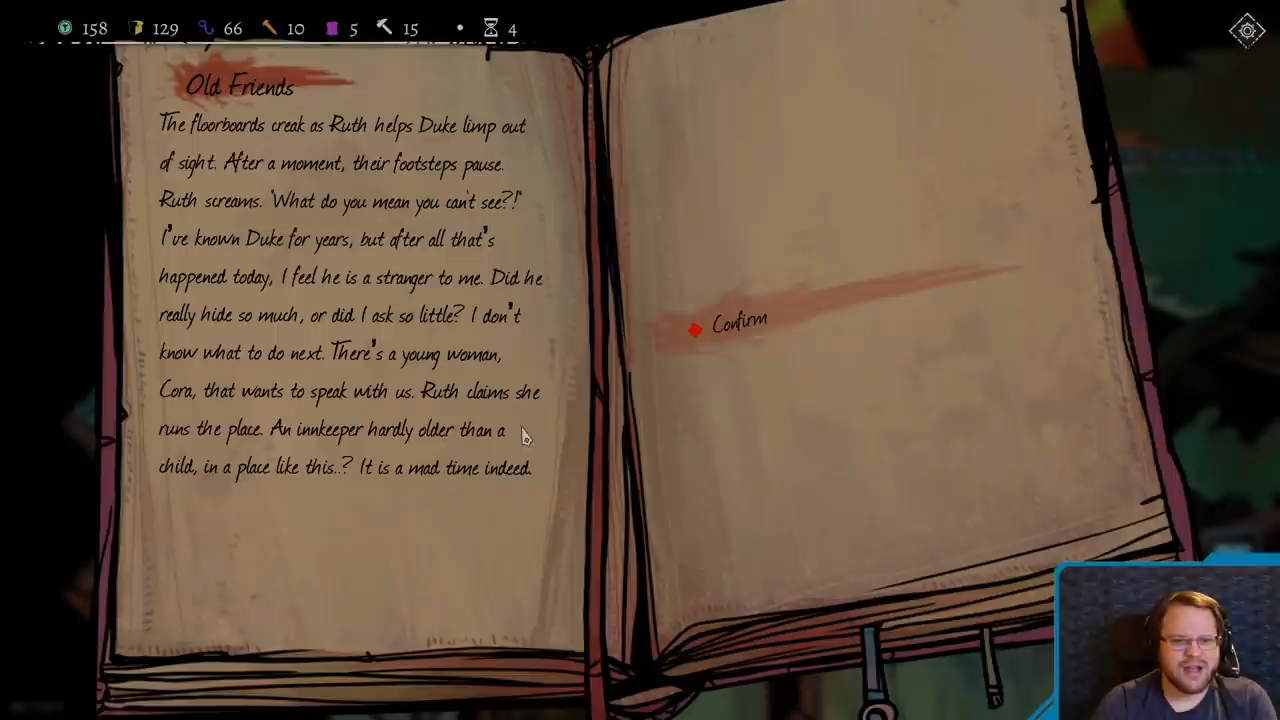 158 129 66 10 5 15 • 4
Old Friends
The floorboards creak as Ruth helps Duke limp out
of sight. After a moment, their footsteps pause.
Ruth screams. 'What do you mean you can't see?!'
I've known Duke for years, but after all that's
happened today, I feel he is a stranger to me. Did he
really hide so much, or did I ask so little? I don't
know what to do next. There's a young woman,
Cora, that wants to speak with us. Ruth claims she
runs the place. An innkeeper hardly older than a
child, in a place like this..? It is a mad time indeed.
Confirm